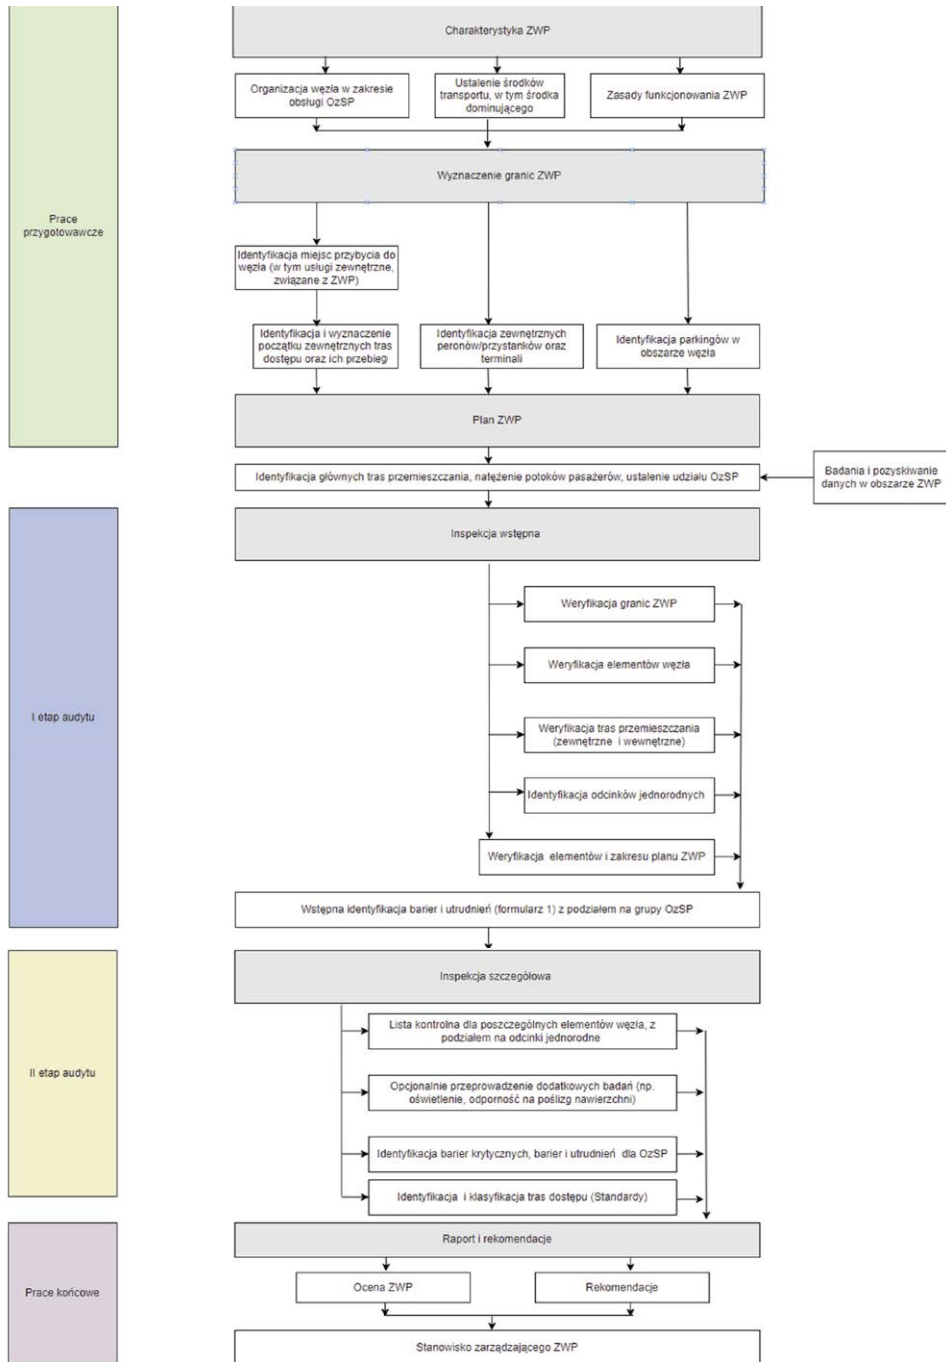 Charakterystyka ZWP
Organizacja węzła w zakresie
obsługi OzSP
Ustalenie środków
transportu, w tym środka
dominującego
Zasady funkcjonowania ZWP
Wyznaczenie granic ZWP
Prace
przygotowawcze
Identyfikacja miejsc przybycia do
węzła (w tym usługi zewnętrzne,
związane z ZWP)
Identyfikacja i wyznaczenie
początku zewnętrznych tras
dostępu oraz ich przebieg
Identyfikacja zewnętrznych
peronów/przystanków oraz
terminali
Identyfikacja parkingów w
obszarze węzła
Plan ZWP
Identyfikacja głównych tras przemieszczania, natężenie potoków pasażerów, ustalenie udziału OzSP
Badania i pozyskiwanie
danych w obszarze ZWP
Inspekcja wstępna
Weryfikacja granic ZWP
Weryfikacja elementów węzła
I etap audytu
Weryfikacja tras przemieszczania
(zewnętrzne i wewnętrzne)
Identyfikacja odcinków jednorodnych
Weryfikacja elementów i zakresu planu ZWP
Wstępna identyfikacja barier i utrudnień (formularz 1) z podziałem na grupy OzSP
Inspekcja szczegółowa
Lista kontrolna dla poszczególnych elementów węzła, z
podziałem na odcinki jednorodne
II etap audytu
Opcjonalnie przeprowadzenie dodatkowych badań (np.
oświetlenie, odporność na poślizg nawierzchni)
Identyfikacja barier krytycznych, barier i utrudnień dla OzSP
Identyfikacja i klasyfikacja tras dostępu (Standardy)
Raport i rekomendacje
Prace końcowe
Ocena ZWP
Rekomendacje
Stanowisko zarządzającego ZWP